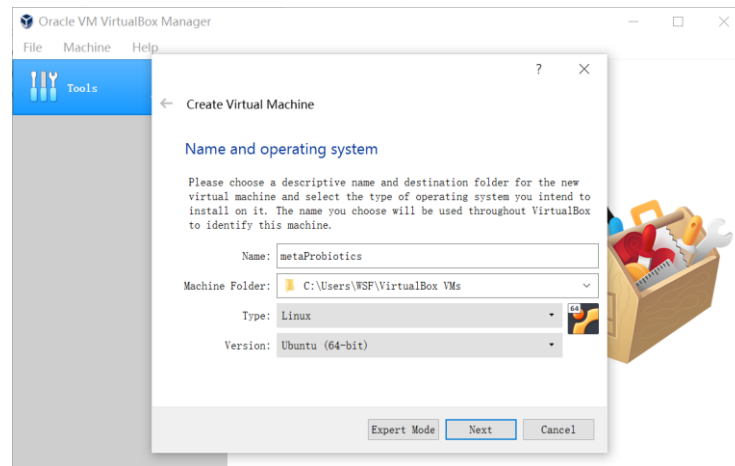 Oracle VM VirtualBox Manager
File Machine Help
Tools
?
Create Virtual Machine
Name and operating system
Please choose a descriptive name and destination folder for the new
virtual machine and select the type of operating system you intend to
install on it. The name you choose will be used throughout VirtualBox
to identify this machine.
Name: metaProbiotics
Machine Folder: C:\Users\WSF\VirtualBox VMs
Type: Linux
64
Version: Ubuntu (64-bit)
Expert Mode Next Cancel